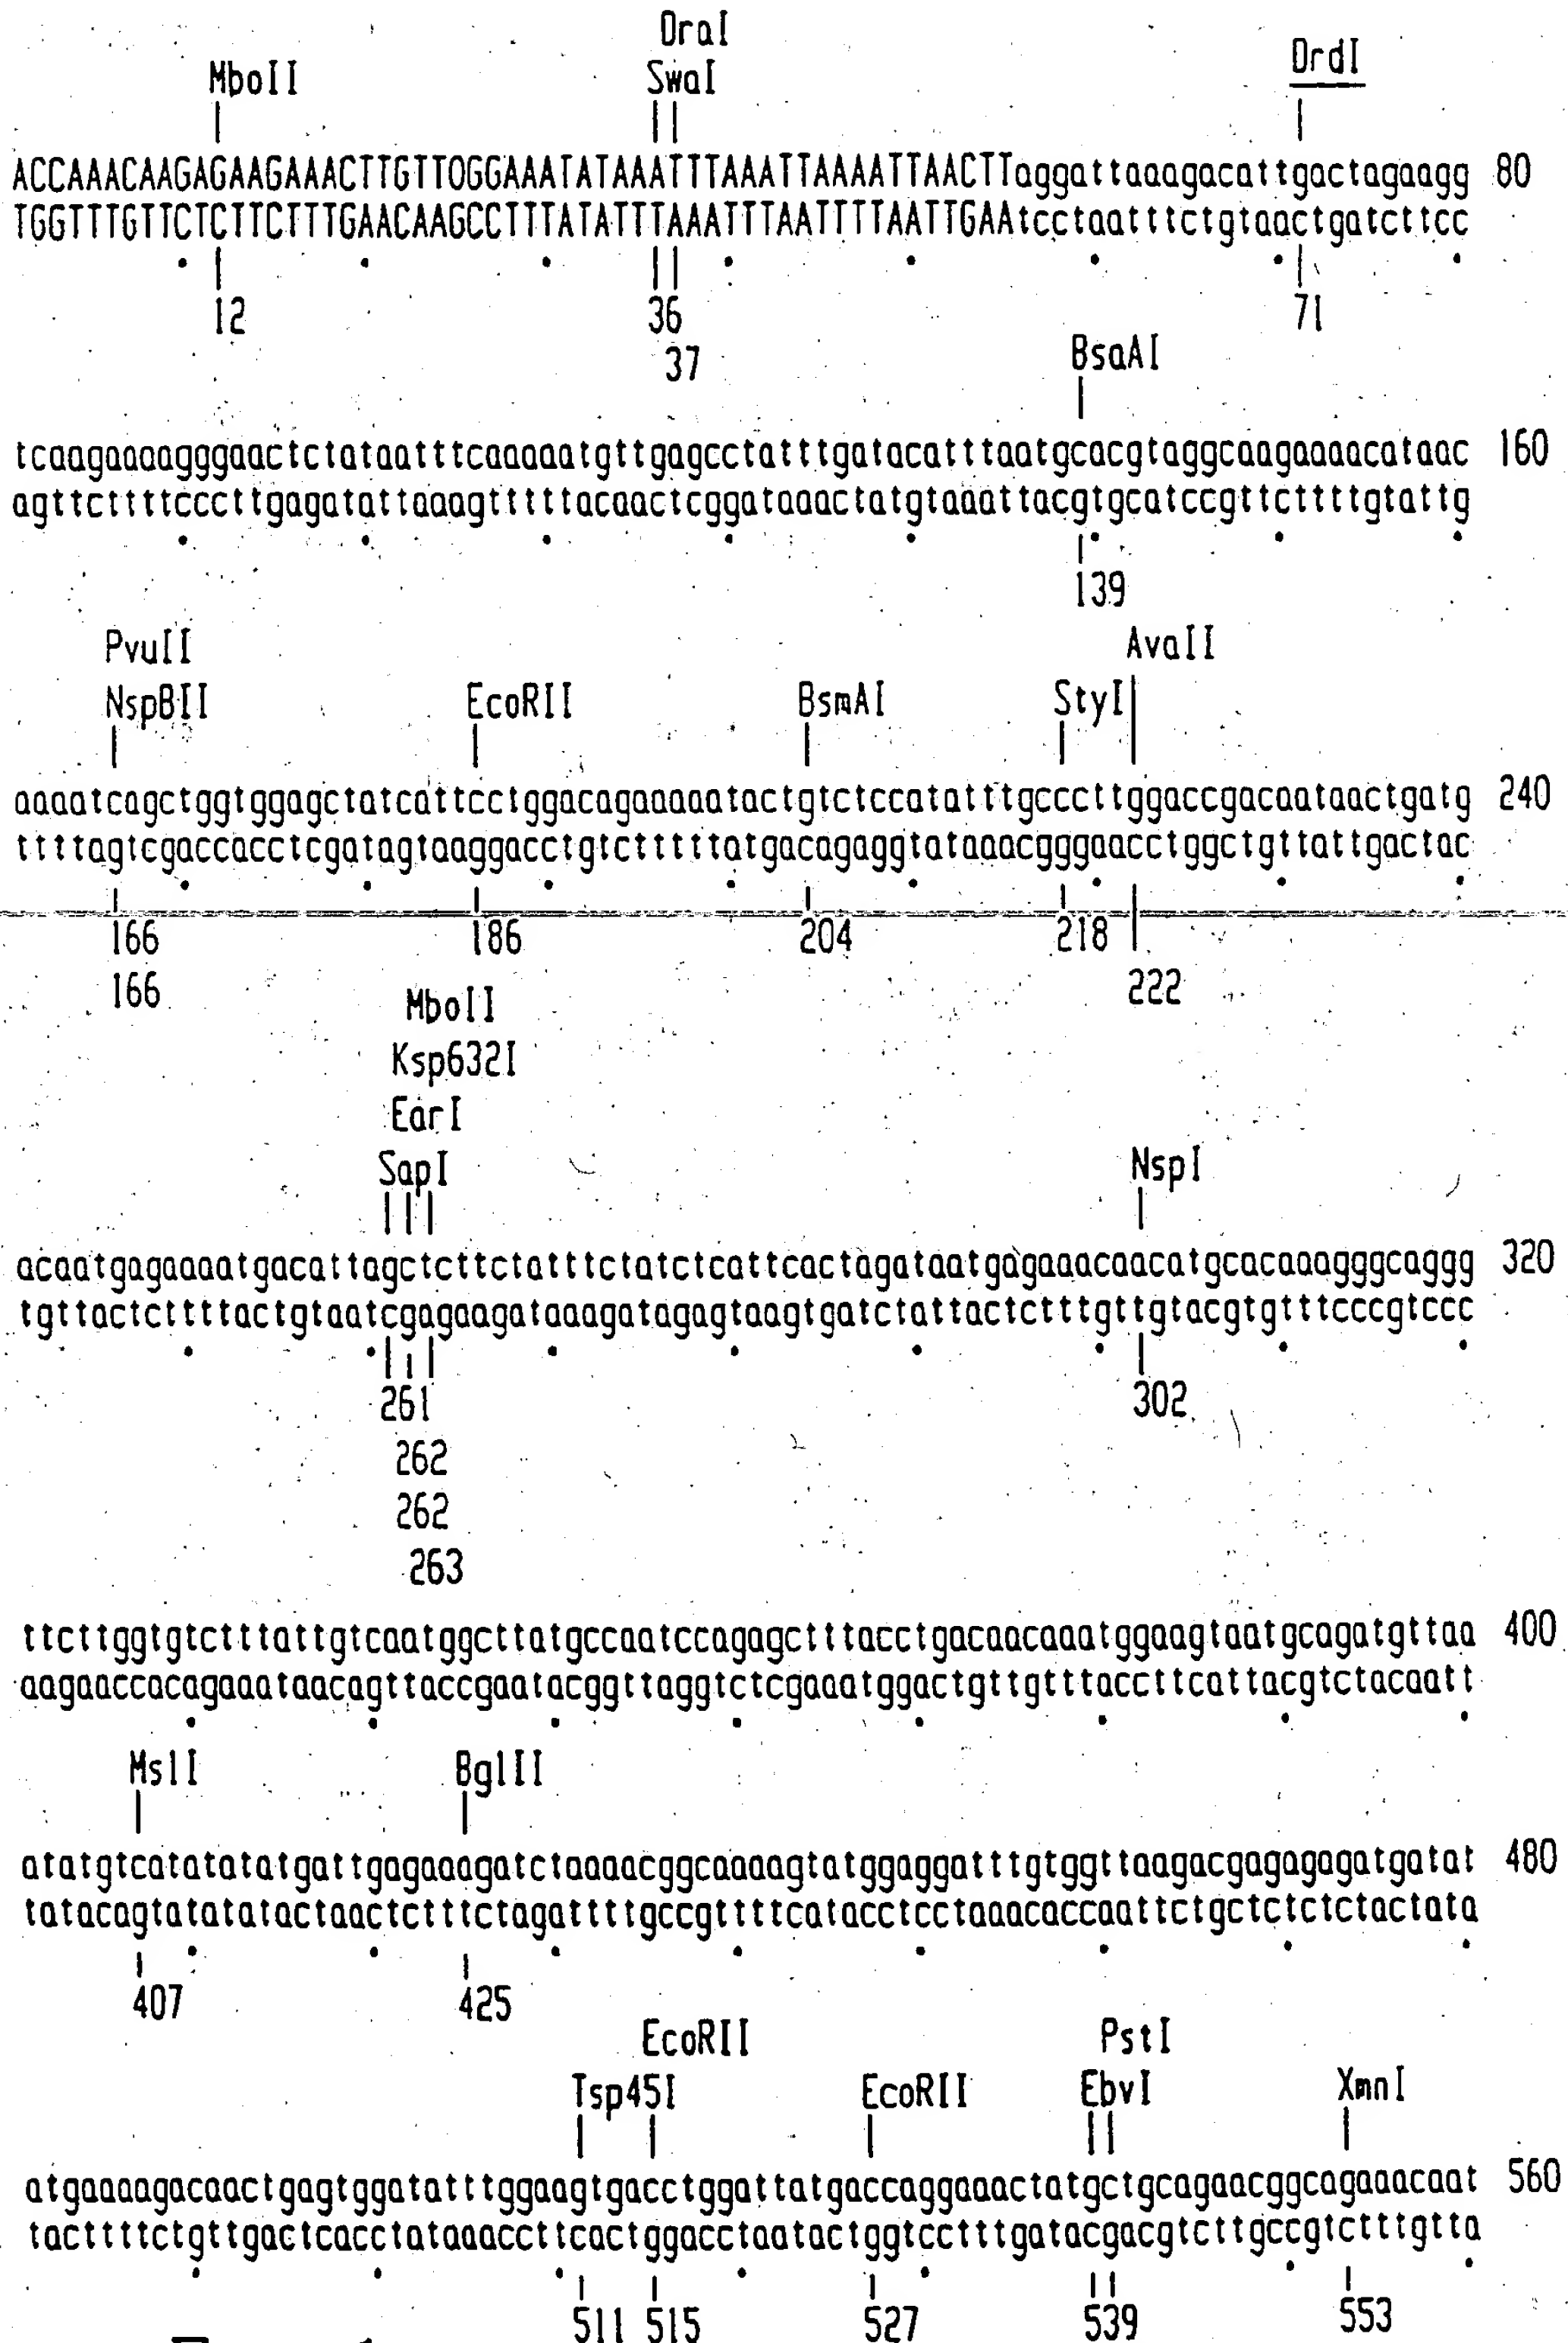 OraI
MboII SwaI OrdI
ACCAAACAAGAGAAGAAACTTGTTOGGAAATATAAATTTAAATTAAAATTAACTTaggattaaagacattgactagaagg 80
TGGTTTGTTCTCTTCTTTGAACAAGCCTTTATATTTAAATTTAATTTTAATTGAAtcctaatttctgtaactgatcttcc
12 36 71
37
BsaAI
tcaagaaaagggaactctataatttcaaaaatgttgagcctatttgatacatttaatgcacgtaggcaagaaaacataac 160
agttcttttcccttgagatattaaagtttttacaactcggataaactatgtaaattacgtgcatccgttcttttgtattg
139
PvuII AvaII
NspBII EcoRII BsmAI StyI
aaaatcagctggtggagctatcattcctggacagaaaaatactgtctccatatttgcccttggaccgacaataactgatg 240
ttttagtcgaccacctcgatagtaaggacctgtctttttatgacagaggtataaacgggaacctggctgttattgactac
166 186 204 218
166 222
MboII
Ksp632I
EarI
SapI NspI
acaatgagaaaatgacattagctcttctatttctatctcattcactagataatgagaaacaacatgcacaaagggcaggg 320
tgttactcttttactgtaatcgagaagataaagatagagtaagtgatctattactctttgttgtacgtgtttcccgtccc
261 302
262
262
263
ttcttggtgtctttattgtcaatggcttatgccaatccagagctttacctgacaacaaatggaagtaatgcagatgttaa 400
aagaaccacagaaataacagttaccgaatacggttaggtctcgaaatggactgttgtttaccttcattacgtctacaatt
MslI BglII
atatgtcatatatatgattgagaaagatctaaaacggcaaaagtatggaggatttgtggttaagacgagagagatgatat 480
tatacagtatatatactaactctttctagattttgccgttttcatacctcctaaacaccaattctgctctctctactata
407 425
EcoRII PstI
Tsp45I EcoRII EbvI XmnI
atgaaaagacaactgagtggatatttggaagtgacctggattatgaccaggaaactatgctgcagaacggcagaaacaat 560
tacttttctgttgactcacctataaaccttcactggacctaatactggtcctttgatacgacgtcttgccgtctttgtta
511 515 527 539 553